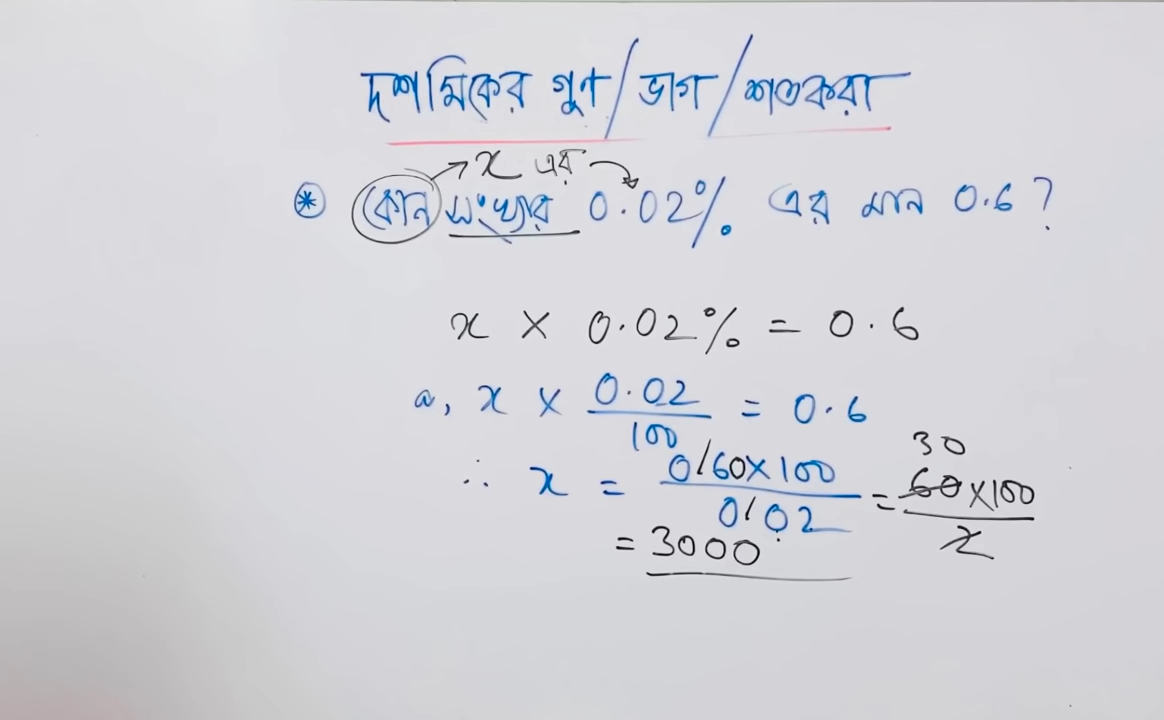 দশমিকের গুণ/ভাগ/শতকরা
x এর
* কোন সংখ্যার 0.02% এর মান 0.6?
x × 0.02% = 0.6
বা, x × 0.02/100 = 0.6
∴ x = 0/60×100 / 0/02 = 60×100 / 2
30
= 3000